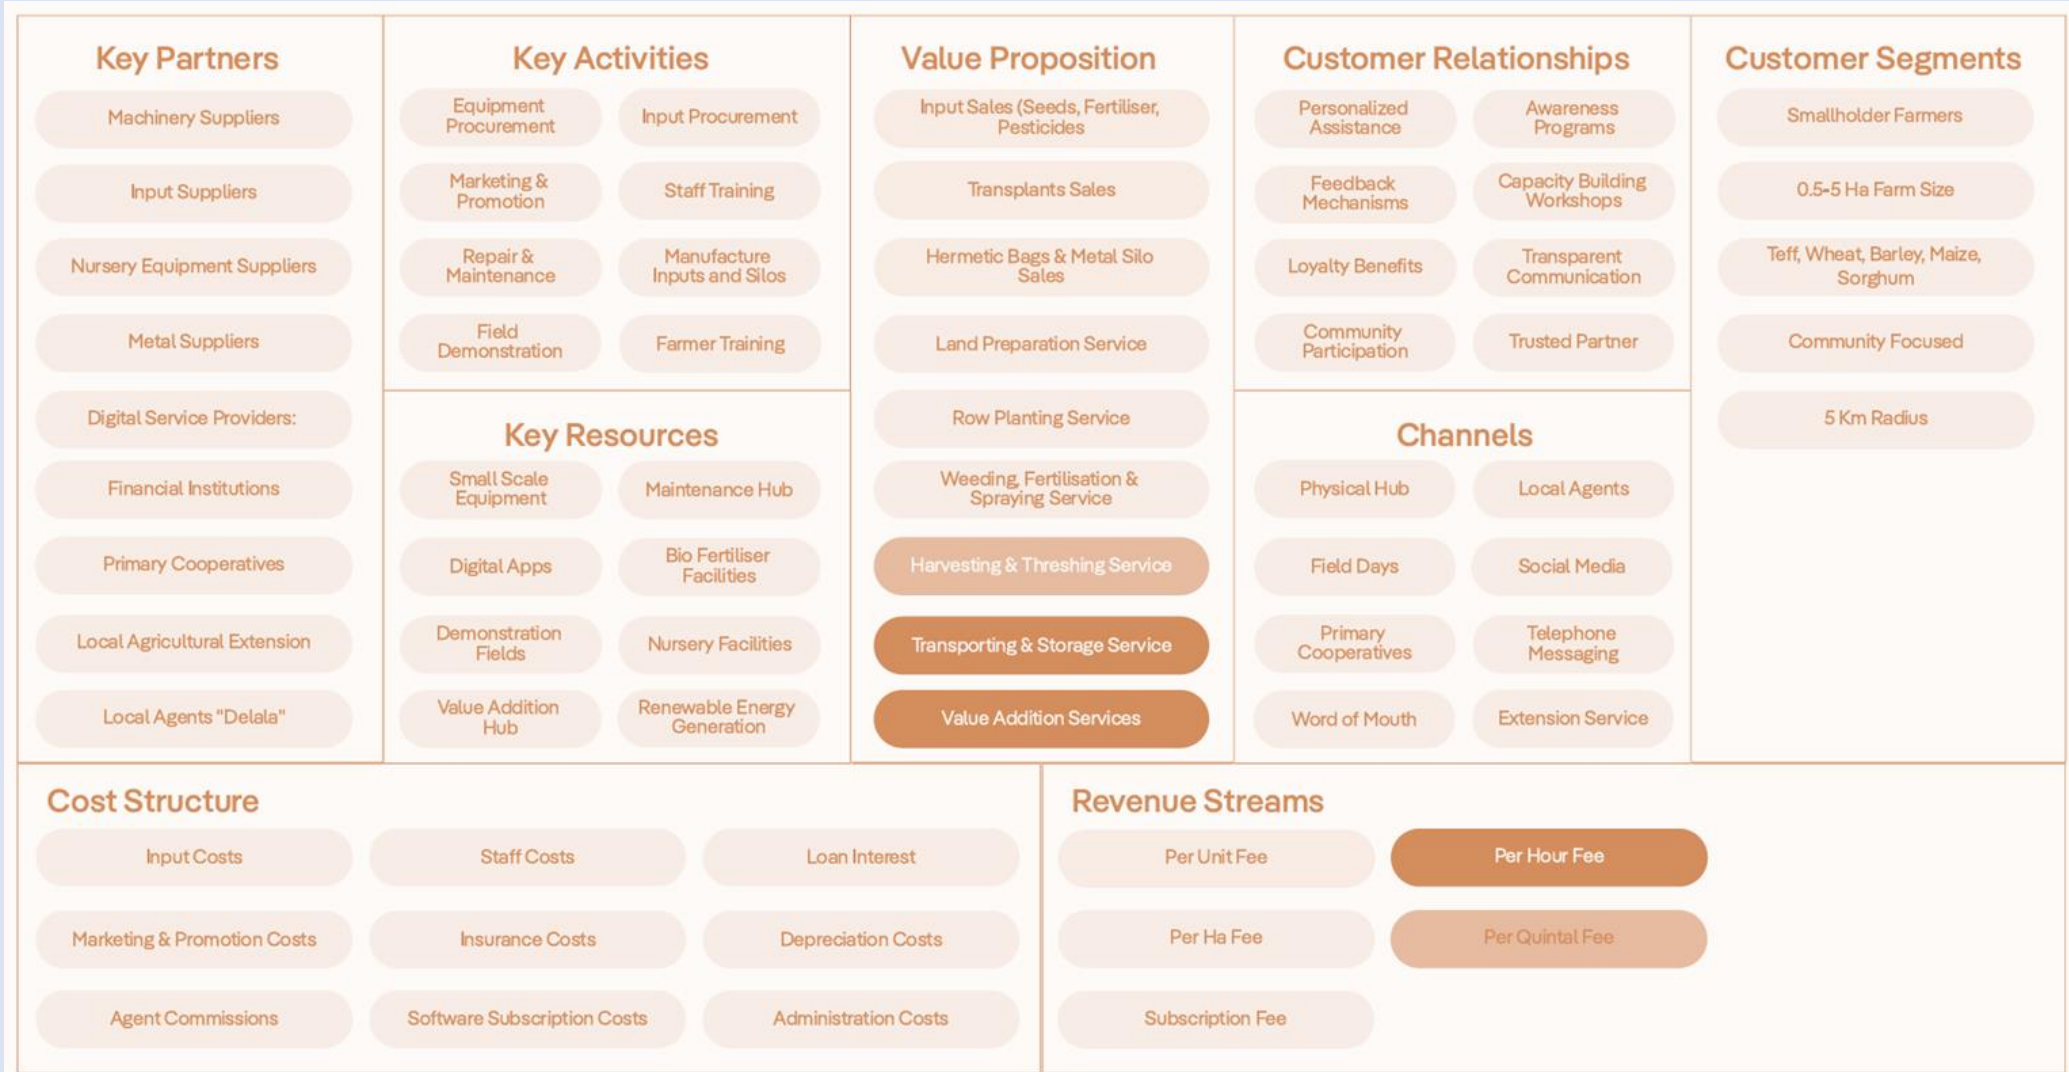 Key Partners
Machinery Suppliers
Input Suppliers
Nursery Equipment Suppliers
Metal Suppliers
Digital Service Providers:
Financial Institutions
Primary Cooperatives
Local Agricultural Extension
Local Agents "Delala"
Key Activities
Equipment
Procurement
Input Procurement
Marketing &
Promotion
Staff Training
Repair &
Maintenance
Manufacture
Inputs and Silos
Field
Demonstration
Farmer Training
Key Resources
Small Scale
Equipment
Maintenance Hub
Digital Apps
Bio Fertiliser
Facilities
Demonstration
Fields
Nursery Facilities
Value Addition
Hub
Renewable Energy
Generation
Value Proposition
Input Sales (Seeds, Fertiliser,
Pesticides
Transplants Sales
Hermetic Bags & Metal Silo
Sales
Land Preparation Service
Row Planting Service
Weeding, Fertilisation &
Spraying Service
Harvesting & Threshing Service
Transporting & Storage Service
Value Addition Services
Customer Relationships
Personalized
Assistance
Awareness
Programs
Feedback
Mechanisms
Capacity Building
Workshops
Loyalty Benefits
Transparent
Communication
Community
Participation
Trusted Partner
Channels
Physical Hub
Local Agents
Field Days
Social Media
Primary
Cooperatives
Telephone
Messaging
Word of Mouth
Extension Service
Customer Segments
Smallholder Farmers
0.5-5 Ha Farm Size
Teff, Wheat, Barley, Maize,
Sorghum
Community Focused
5 Km Radius
Cost Structure
Input Costs
Staff Costs
Loan Interest
Marketing & Promotion Costs
Insurance Costs
Depreciation Costs
Agent Commissions
Software Subscription Costs
Administration Costs
Revenue Streams
Per Unit Fee
Per Hour Fee
Per Ha Fee
Per Quintal Fee
Subscription Fee